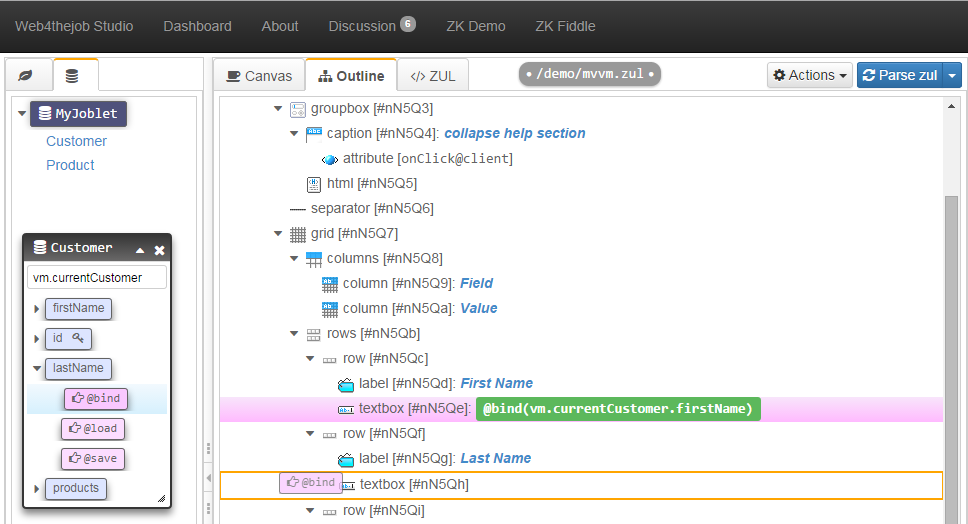 Web4thejob Studio Dashboard About Discussion 6 ZK Demo ZK Fiddle
Canvas Outline </> ZUL • /demo/mvvm.zul • Actions Parse zul
MyJoblet
Customer
Product
Customer
vm.currentCustomer
firstName
id
lastName
@bind
@load
@save
products
groupbox [#nN5Q3]
caption [#nN5Q4]: collapse help section
attribute [onClick@client]
html [#nN5Q5]
separator [#nN5Q6]
grid [#nN5Q7]
columns [#nN5Q8]
column [#nN5Q9]: Field
column [#nN5Qa]: Value
rows [#nN5Qb]
row [#nN5Qc]
label [#nN5Qd]: First Name
textbox [#nN5Qe]: @bind(vm.currentCustomer.firstName)
row [#nN5Qf]
label [#nN5Qg]: Last Name
@bind textbox [#nN5Qh]
row [#nN5Qi]